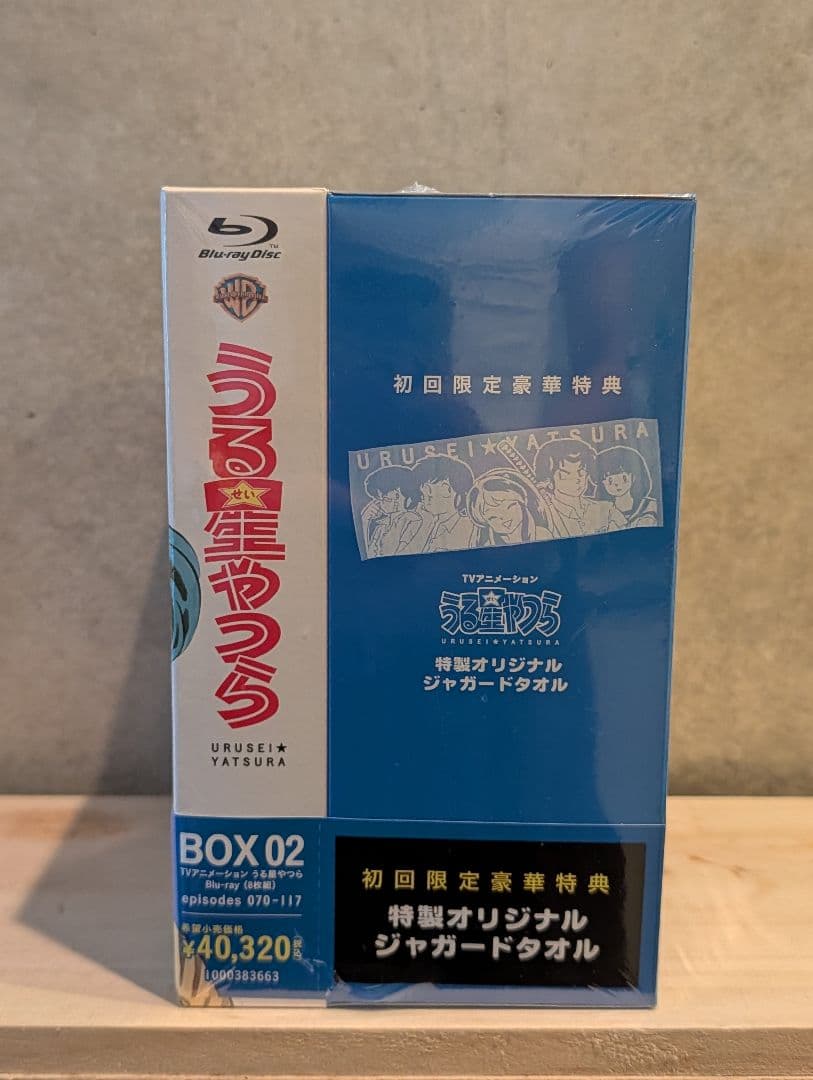 Blu-ray Disc
TM
WB
うる星やつら
せい
URUSEI★
YATSURA
BOX 02
TVアニメーション うる星やつら
Blu-ray (8枚組)
episodes 070-117
希望小売価格
¥40,320(税込)
1000383663
初回限定豪華特典
URUSEI★YATSURA
TVアニメーション
うる星やつら
せい
URUSEI★YATSURA
特製オリジナル
ジャガードタオル
初回限定豪華特典
特製オリジナル
ジャガードタオル